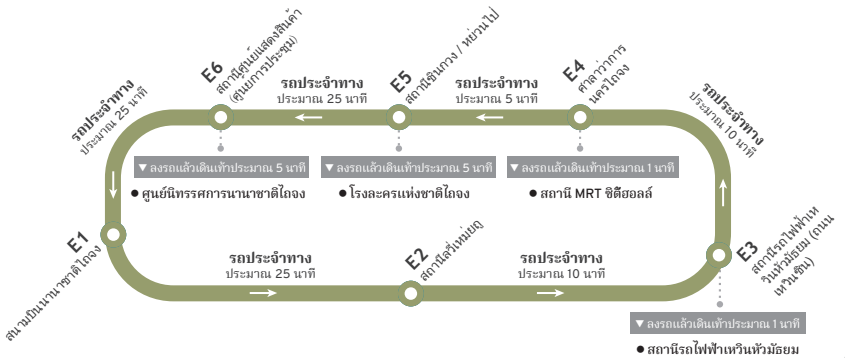 E6
สถานีศูนย์แสดงสินค้า
(ศูนย์การประชุม)
รถประจำทาง
ประมาณ 25 นาที
E5
สถานีซินกวง / หย่วนไป่
รถประจำทาง
ประมาณ 5 นาที
E4
ศาลาว่าการ
นครไถจง
รถประจำทาง
ประมาณ 10 นาที
รถประจำทาง
ประมาณ 25 นาที
▼ ลงรถแล้วเดินเท้าประมาณ 5 นาที
● ศูนย์นิทรรศการนานาชาติไถจง
▼ ลงรถแล้วเดินเท้าประมาณ 5 นาที
● โรงละครแห่งชาติไถจง
▼ ลงรถแล้วเดินเท้าประมาณ 1 นาที
● สถานี MRT ซิตี้ฮอลล์
E1
สนามบินนานาชาติไถจง
รถประจำทาง
ประมาณ 25 นาที
E2
สถานีลวี่เหม่ยถู
รถประจำทาง
ประมาณ 10 นาที
E3
สถานีรถไฟฟ้าเห
วินหัวมัธยม (ถนน
เหวินซิน)
▼ ลงรถแล้วเดินเท้าประมาณ 1 นาที
● สถานีรถไฟฟ้าเหวินหัวมัธยม